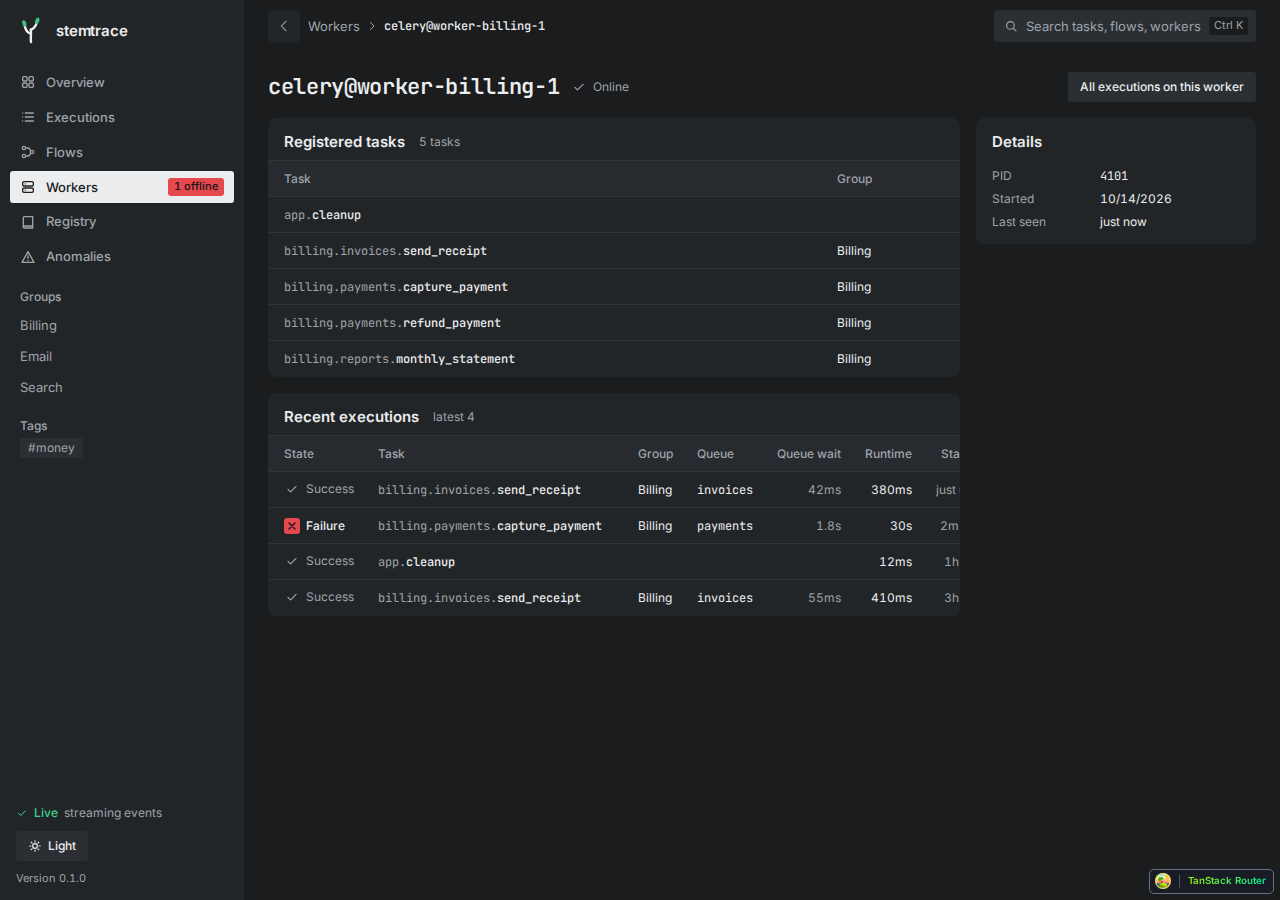 stemtrace
Workers > celery@worker-billing-1
Search tasks, flows, workers Ctrl K
Overview
Executions
Flows
Workers 1 offline
Registry
Anomalies
Groups
Billing
Email
Search
Tags
#money
Live streaming events
Light
Version 0.1.0
celery@worker-billing-1 Online
All executions on this worker
Registered tasks 5 tasks
Task Group
app.cleanup
billing.invoices.send_receipt Billing
billing.payments.capture_payment Billing
billing.payments.refund_payment Billing
billing.reports.monthly_statement Billing
Details
PID 4101
Started 10/14/2026
Last seen just now
Recent executions latest 4
State Task Group Queue Queue wait Runtime Sta
Success billing.invoices.send_receipt Billing invoices 42ms 380ms just
Failure billing.payments.capture_payment Billing payments 1.8s 30s 2m
Success app.cleanup 12ms 1h
Success billing.invoices.send_receipt Billing invoices 55ms 410ms 3h
TanStack Router